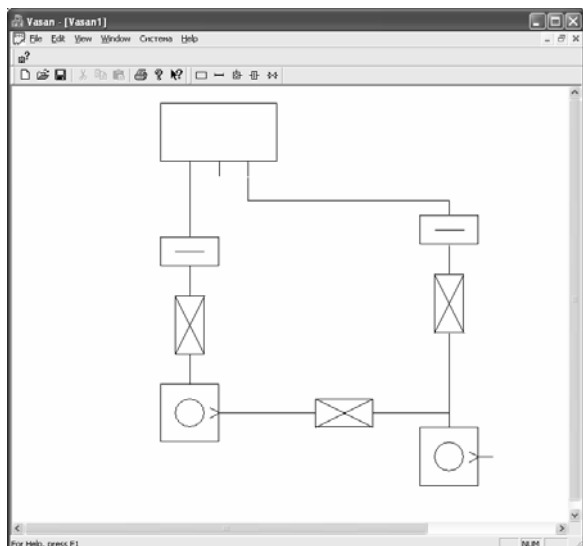 Vasan - [Vasan1]
File Edit View Window Система Help
For Help, press F1
NUM